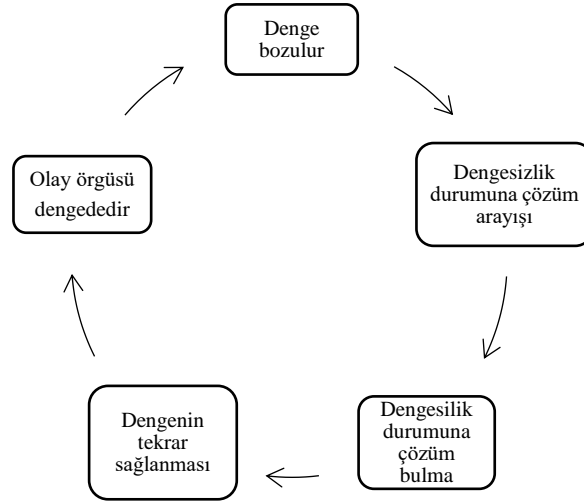 Denge
bozulur
Dengesizlik
durumuna çözüm
arayışı
Dengesilik
durumuna
çözüm
bulma
Dengenin
tekrar
sağlanması
Olay örgüsü
dengededir